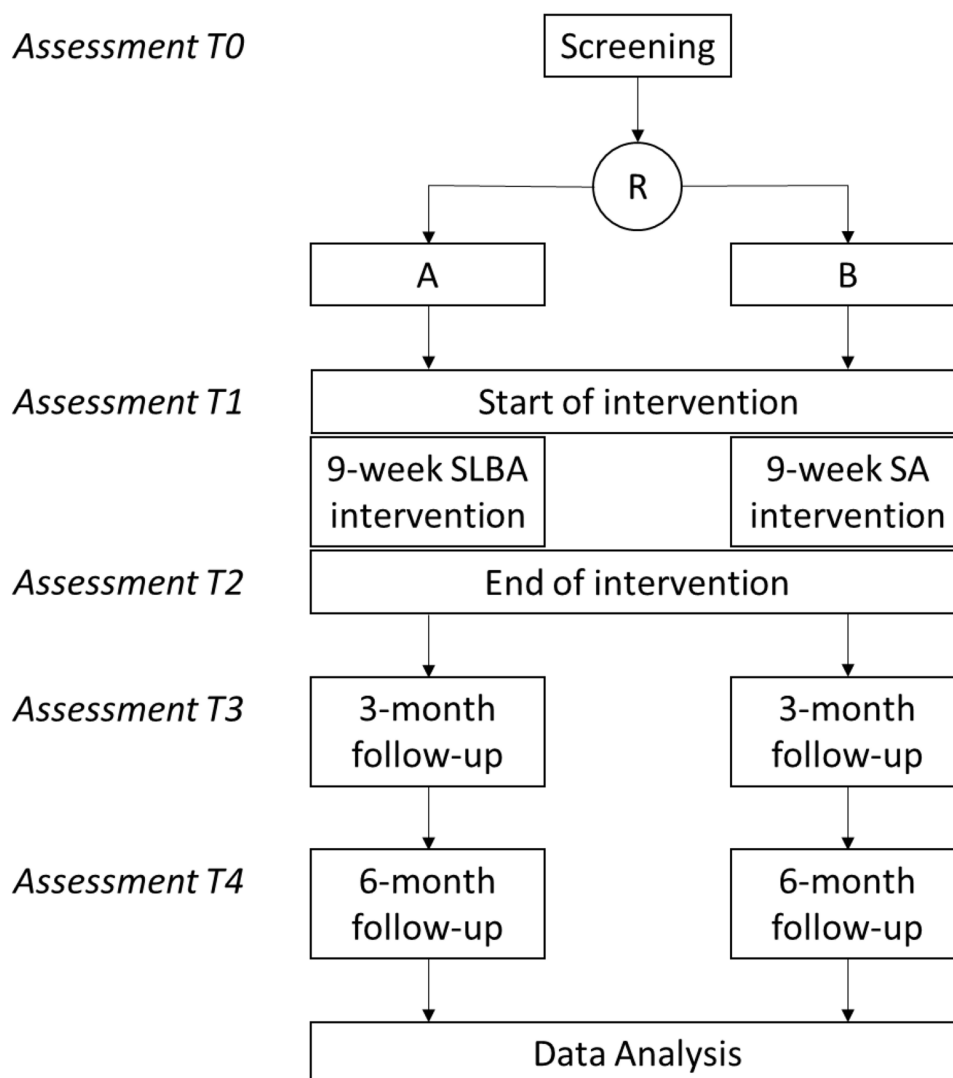 Assessment T0
Screening
R
A
B
Assessment T1
Start of intervention
9-week SLBA
intervention
9-week SA
intervention
Assessment T2
End of intervention
Assessment T3
3-month
follow-up
3-month
follow-up
Assessment T4
6-month
follow-up
6-month
follow-up
Data Analysis